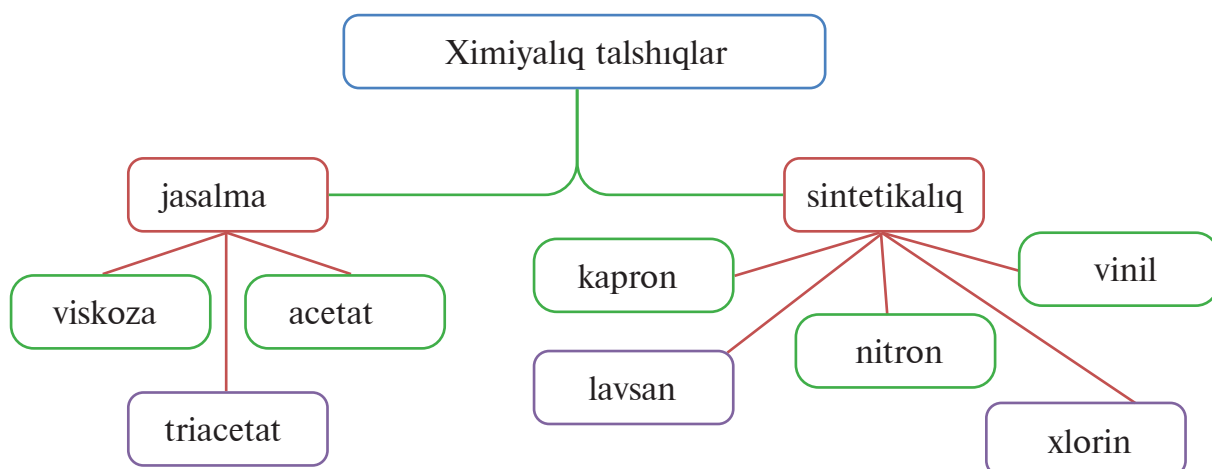 Ximiyalıq talshıqlar
jasalma
sintetikalıq
viskoza
acetat
triacetat
kapron
vinil
nitron
lavsan
xlorin